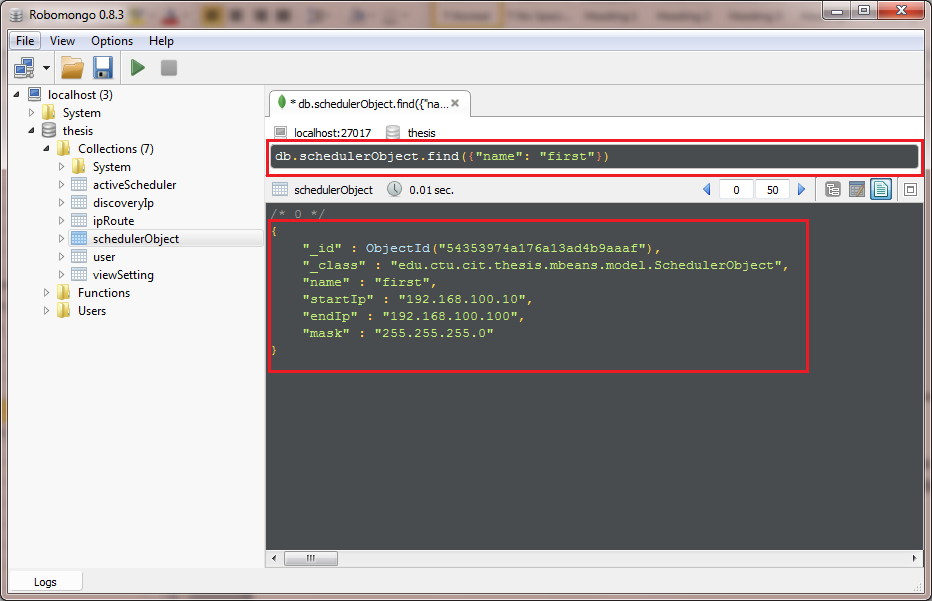 Robomongo 0.8.3
File View Options Help
localhost (3)
System
thesis
Collections (7)
System
activeScheduler
discoveryIp
ipRoute
schedulerObject
user
viewSetting
Functions
Users
* db.schedulerObject.find({"na...
localhost:27017 thesis
db.schedulerObject.find({"name": "first"})
schedulerObject 0.01 sec. 0 50
/* 0 */
{
"_id" : ObjectId("54353974a176a13ad4b9aaaf"),
"_class" : "edu.ctu.cit.thesis.mbeans.model.SchedulerObject",
"name" : "first",
"startIp" : "192.168.100.10",
"endIp" : "192.168.100.100",
"mask" : "255.255.255.0"
}
Logs